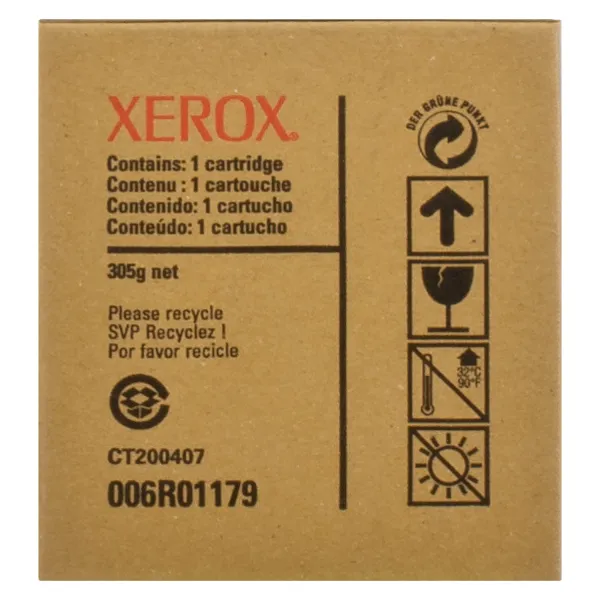 XEROX.
Contains: 1 cartridge
Contenu : 1 cartouche
Contenido: 1 cartucho
Conteúdo: 1 cartucho
305g net
Please recycle
SVP Recyclez !
Por favor recicle
CT200407
006R01179
DER GRÜNE PUNKT
32°C
90°F